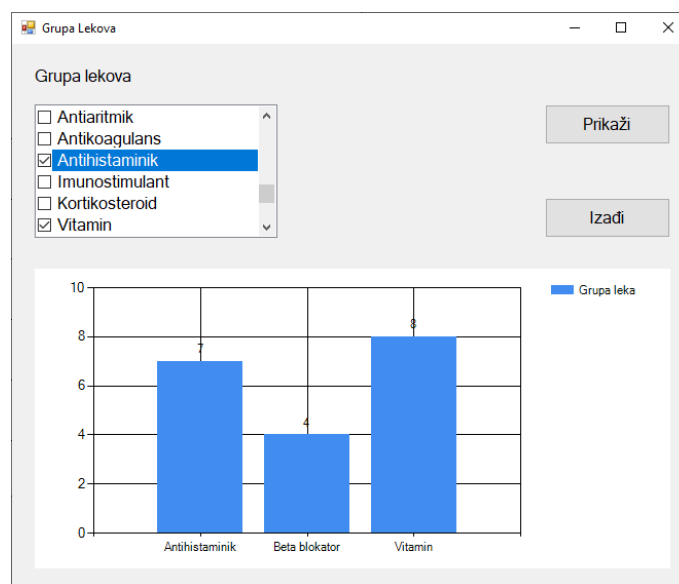 Grupa Lekova
Grupa lekova
Antiaritmik
Antikoagulans
Antihistaminik
Imunostimulant
Kortikosteroid
Vitamin
Prikaži
Izađi
10
8
6
4
2
0
7
4
8
Antihistaminik
Beta blokator
Vitamin
Grupa leka